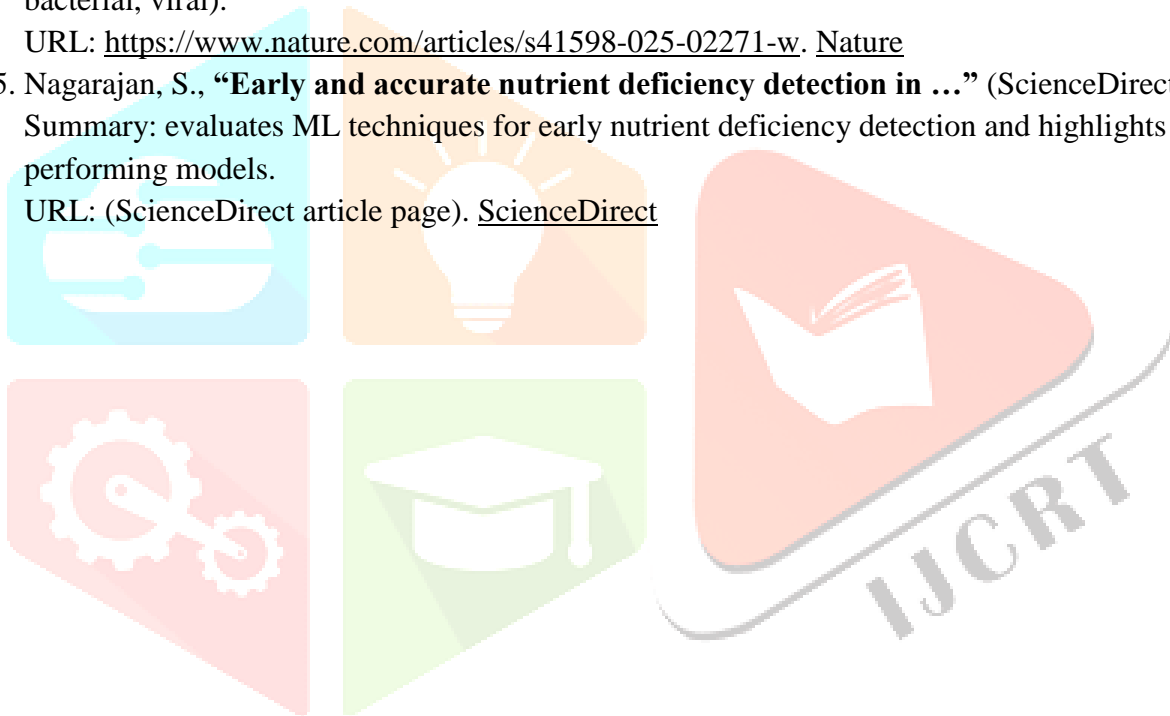 bacterial, viral).
URL: https://www.nature.com/articles/s41598-025-02271-w. Nature
5. Nagarajan, S., “Early and accurate nutrient deficiency detection in …” (ScienceDirect
Summary: evaluates ML techniques for early nutrient deficiency detection and highlights
performing models.
URL: (ScienceDirect article page). ScienceDirect
IJCRT